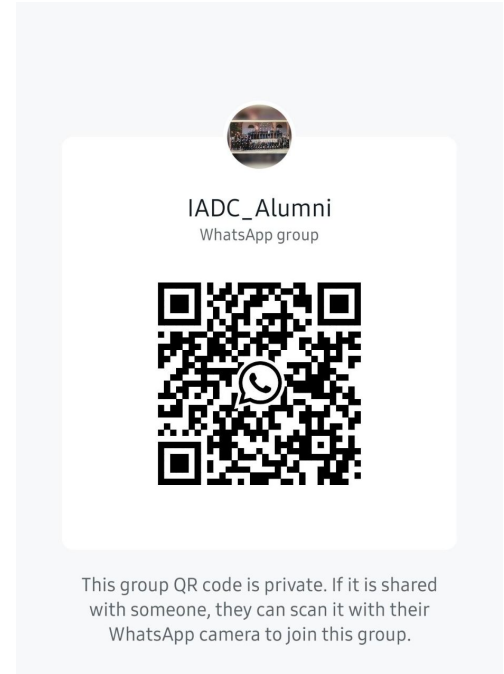 IADC_Alumni
WhatsApp group
This group QR code is private. If it is shared
with someone, they can scan it with their
WhatsApp camera to join this group.